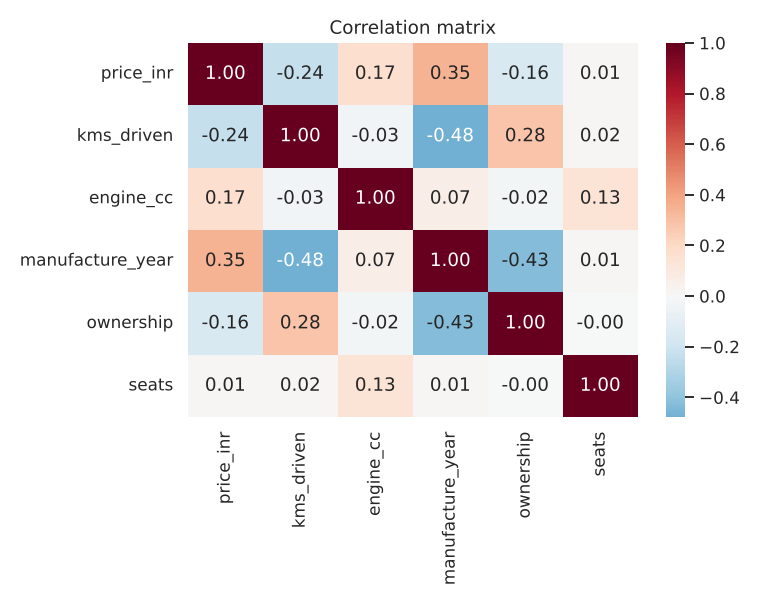 Correlation matrix
price_inr 1.00 -0.24 0.17 0.35 -0.16 0.01
kms_driven -0.24 1.00 -0.03 -0.48 0.28 0.02
engine_cc 0.17 -0.03 1.00 0.07 -0.02 0.13
manufacture_year 0.35 -0.48 0.07 1.00 -0.43 0.01
ownership -0.16 0.28 -0.02 -0.43 1.00 -0.00
seats 0.01 0.02 0.13 0.01 -0.00 1.00
price_inr
kms_driven
engine_cc
manufacture_year
ownership
seats
1.0
0.8
0.6
0.4
0.2
0.0
−0.2
−0.4